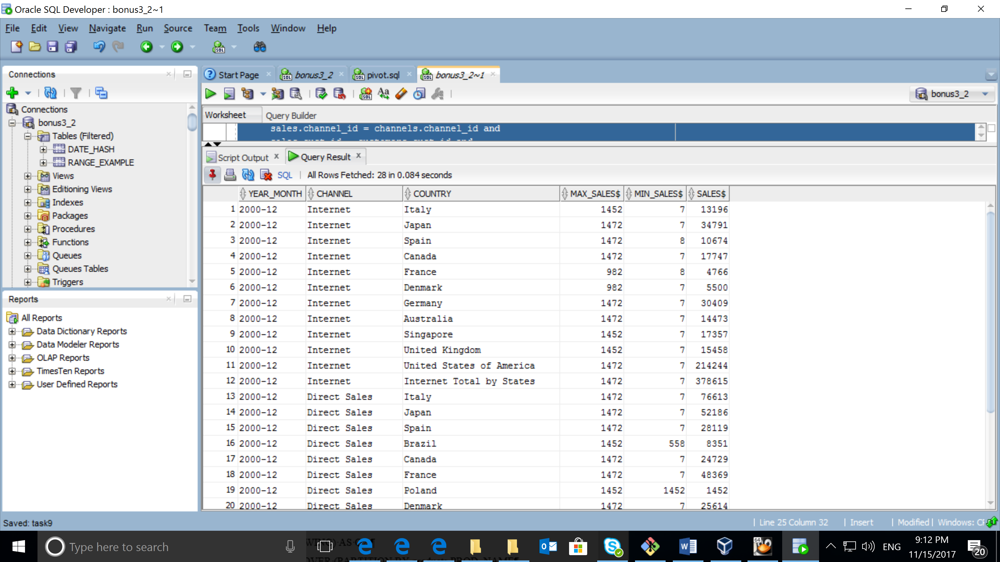 Oracle SQL Developer : bonus3_2~1
File Edit View Navigate Run Source Team Tools Window Help
Connections
Connections
bonus3_2
Tables (Filtered)
DATE_HASH
RANGE_EXAMPLE
Views
Editioning Views
Indexes
Packages
Procedures
Functions
Queues
Queues Tables
Triggers
Reports
All Reports
Data Dictionary Reports
Data Modeler Reports
OLAP Reports
TimesTen Reports
User Defined Reports
Start Page bonus3_2 pivot.sql bonus3_2~1
bonus3_2
Worksheet Query Builder
sales.channel_id = channels.channel_id and
Script Output Query Result
SQL All Rows Fetched: 28 in 0.084 seconds
YEAR_MONTH CHANNEL COUNTRY MAX_SALES$ MIN_SALES$ SALES$
1 2000-12 Internet Italy 1452 7 13196
2 2000-12 Internet Japan 1472 7 34791
3 2000-12 Internet Spain 1472 8 10674
4 2000-12 Internet Canada 1472 7 17747
5 2000-12 Internet France 982 8 4766
6 2000-12 Internet Denmark 982 7 5500
7 2000-12 Internet Germany 1472 7 30409
8 2000-12 Internet Australia 1472 7 14473
9 2000-12 Internet Singapore 1452 7 17357
10 2000-12 Internet United Kingdom 1452 7 15458
11 2000-12 Internet United States of America 1472 7 214244
12 2000-12 Internet Internet Total by States 1472 7 378615
13 2000-12 Direct Sales Italy 1472 7 76613
14 2000-12 Direct Sales Japan 1472 7 52186
15 2000-12 Direct Sales Spain 1472 7 28119
16 2000-12 Direct Sales Brazil 1452 558 8351
17 2000-12 Direct Sales Canada 1472 7 24729
18 2000-12 Direct Sales France 1472 7 48369
19 2000-12 Direct Sales Poland 1452 1452 1452
20 2000-12 Direct Sales Denmark 1472 7 25614
Saved: task9
Line 25 Column 32 Insert Modified Windows:
Type here to search
ENG
9:12 PM
11/15/2017
20